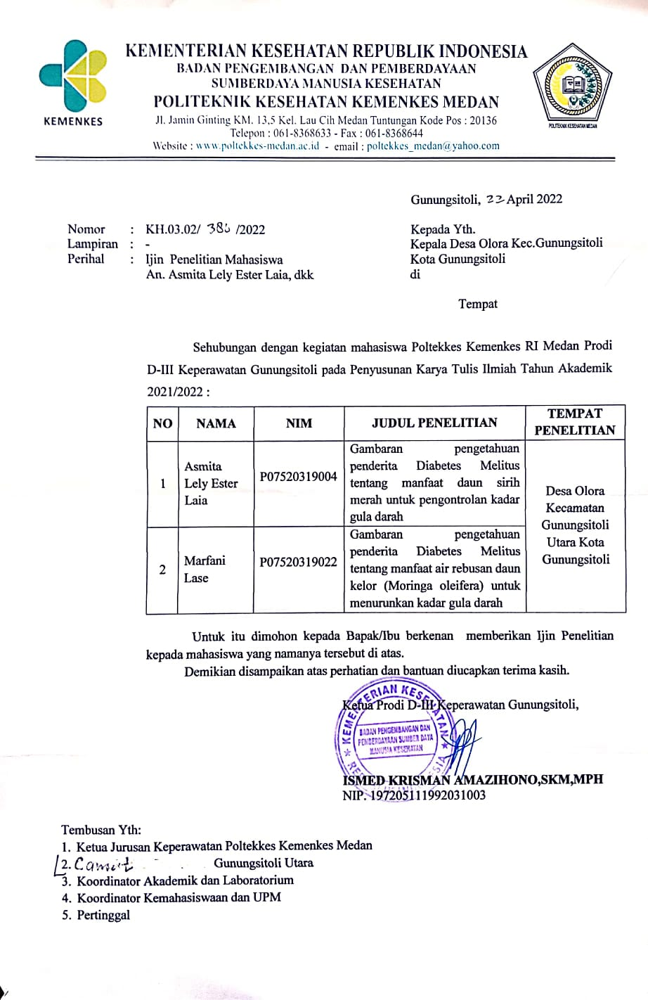 KEMENTERIAN KESEHATAN REPUBLIK INDONESIA
BADAN PENGEMBANGAN DAN PEMBERDAYAAN
SUMBERDAYA MANUSIA KESEHATAN
POLITEKNIK KESEHATAN KEMENKES MEDAN
Jl. Jamin Ginting KM. 13,5 Kel. Lau Cih Medan Tuntungan Kode Pos : 20136
Telepon : 061-8368633 - Fax : 061-8368644
Website : www.poltekkes-medan.ac.id - email : poltekkes_medan@yahoo.com
KEMENKES
POLITEKNIK KESEHATAN MEDAN
Gunungsitoli, 22 April 2022
Nomor : KH.03.02/ 386 /2022
Lampiran : -
Perihal : Ijin Penelitian Mahasiswa
An. Asmita Lely Ester Laia, dkk
Kepada Yth.
Kepala Desa Olora Kec.Gunungsitoli
Kota Gunungsitoli
di
Tempat
Sehubungan dengan kegiatan mahasiswa Poltekkes Kemenkes RI Medan Prodi
D-III Keperawatan Gunungsitoli pada Penyusunan Karya Tulis Ilmiah Tahun Akademik
2021/2022 :
NO NAMA NIM JUDUL PENELITIAN TEMPAT PENELITIAN
1
Asmita
Lely Ester
Laia
P07520319004
Gambaran pengetahuan
penderita Diabetes Melitus
tentang manfaat daun sirih
merah untuk pengontrolan kadar
gula darah
2
Marfani
Lase
P07520319022
Gambaran pengetahuan
penderita Diabetes Melitus
tentang manfaat air rebusan daun
kelor (Moringa oleifera) untuk
menurunkan kadar gula darah
Desa Olora
Kecamatan
Gunungsitoli
Utara Kota
Gunungsitoli
Untuk itu dimohon kepada Bapak/Ibu berkenan memberikan Ijin Penelitian
kepada mahasiswa yang namanya tersebut di atas.
Demikian disampaikan atas perhatian dan bantuan diucapkan terima kasih.
Ketua Prodi D-III Keperawatan Gunungsitoli,
KEMENTERIAN KESEHATAN
BADAN PENGEMBANGAN DAN
PEMBERDAYAAN SUMBER DAYA
MANUSIA KESEHATAN
ISMED KRISMAN AMAZIHONO,SKM,MPH
NIP. 197205111992031003
Tembusan Yth:
1. Ketua Jurusan Keperawatan Poltekkes Kemenkes Medan
2. Camat Gunungsitoli Utara
3. Koordinator Akademik dan Laboratorium
4. Koordinator Kemahasiswaan dan UPM
5. Pertinggal